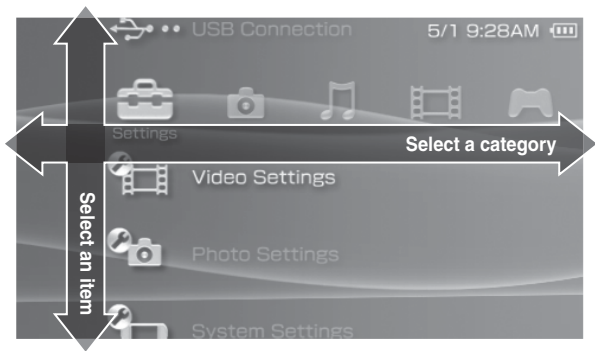 USB Connection
5/1 9:28AM
Settings
Select a category
Video Settings
Select an item
Photo Settings
System Settings